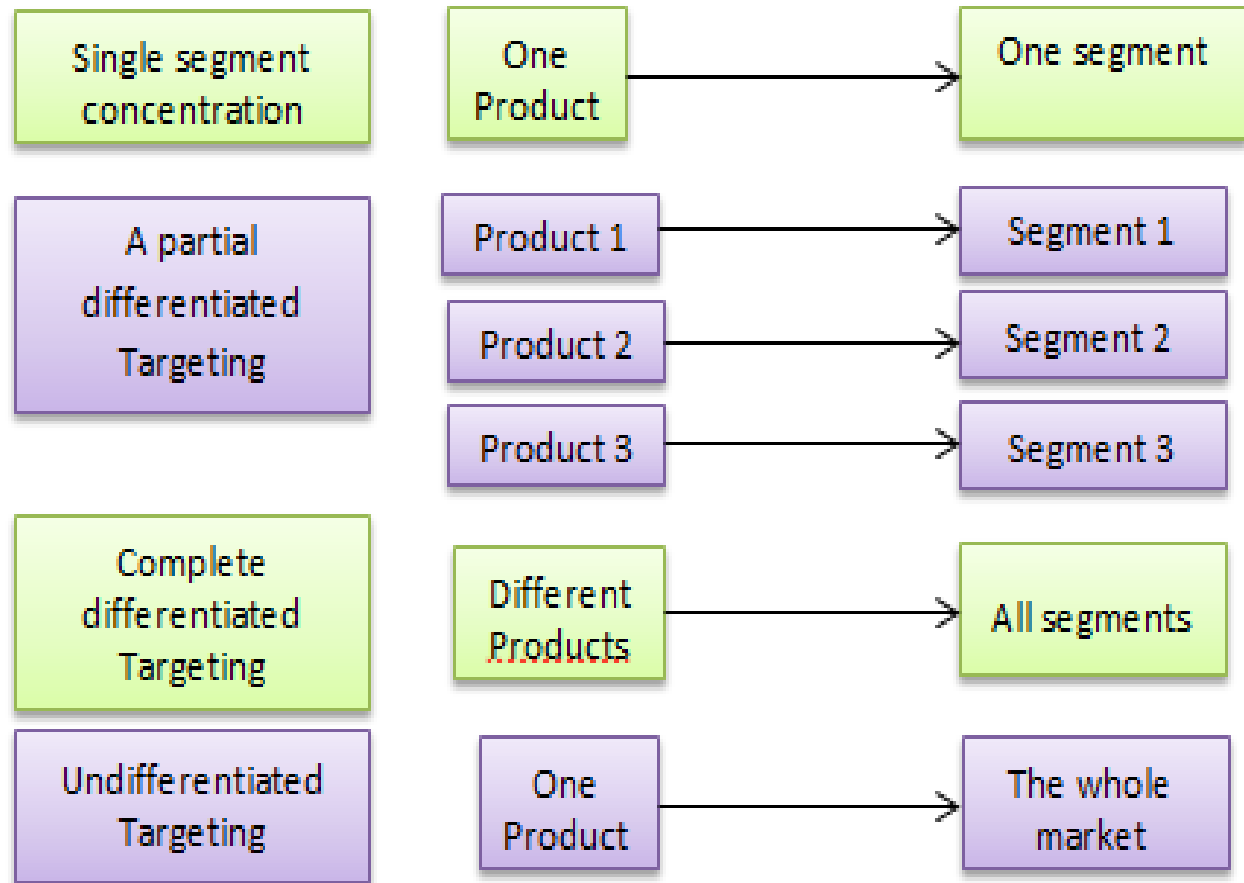 Single segment
concentration
One
Product
One segment
A partial
differentiated
Targeting
Product 1
Segment 1
Product 2
Segment 2
Product 3
Segment 3
Complete
differentiated
Targeting
Different
Products
All segments
Undifferentiated
Targeting
One
Product
The whole
market